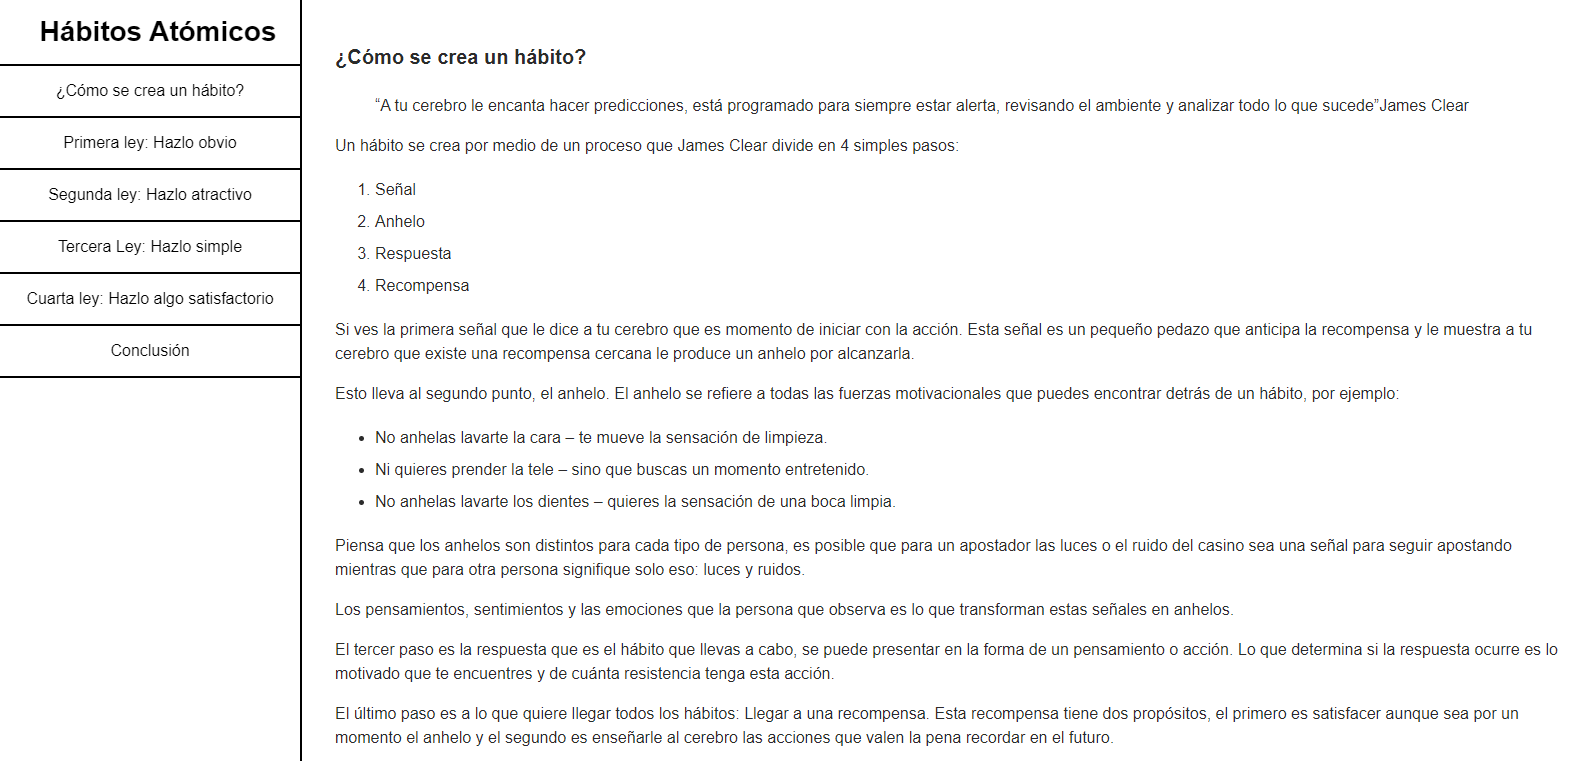 Hábitos Atómicos
¿Cómo se crea un hábito?
Primera ley: Hazlo obvio
Segunda ley: Hazlo atractivo
Tercera Ley: Hazlo simple
Cuarta ley: Hazlo algo satisfactorio
Conclusión
¿Cómo se crea un hábito?
“A tu cerebro le encanta hacer predicciones, está programado para siempre estar alerta, revisando el ambiente y analizar todo lo que sucede”James Clear
Un hábito se crea por medio de un proceso que James Clear divide en 4 simples pasos:
1. Señal
2. Anhelo
3. Respuesta
4. Recompensa
Si ves la primera señal que le dice a tu cerebro que es momento de iniciar con la acción. Esta señal es un pequeño pedazo que anticipa la recompensa y le muestra a tu
cerebro que existe una recompensa cercana le produce un anhelo por alcanzarla.
Esto lleva al segundo punto, el anhelo. El anhelo se refiere a todas las fuerzas motivacionales que puedes encontrar detrás de un hábito, por ejemplo:
• No anhelas lavarte la cara – te mueve la sensación de limpieza.
• Ni quieres prender la tele – sino que buscas un momento entretenido.
• No anhelas lavarte los dientes – quieres la sensación de una boca limpia.
Piensa que los anhelos son distintos para cada tipo de persona, es posible que para un apostador las luces o el ruido del casino sea una señal para seguir apostando
mientras que para otra persona signifique solo eso: luces y ruidos.
Los pensamientos, sentimientos y las emociones que la persona que observa es lo que transforman estas señales en anhelos.
El tercer paso es la respuesta que es el hábito que llevas a cabo, se puede presentar en la forma de un pensamiento o acción. Lo que determina si la respuesta ocurre es lo
motivado que te encuentres y de cuánta resistencia tenga esta acción.
El último paso es a lo que quiere llegar todos los hábitos: Llegar a una recompensa. Esta recompensa tiene dos propósitos, el primero es satisfacer aunque sea por un
momento el anhelo y el segundo es enseñarle al cerebro las acciones que valen la pena recordar en el futuro.